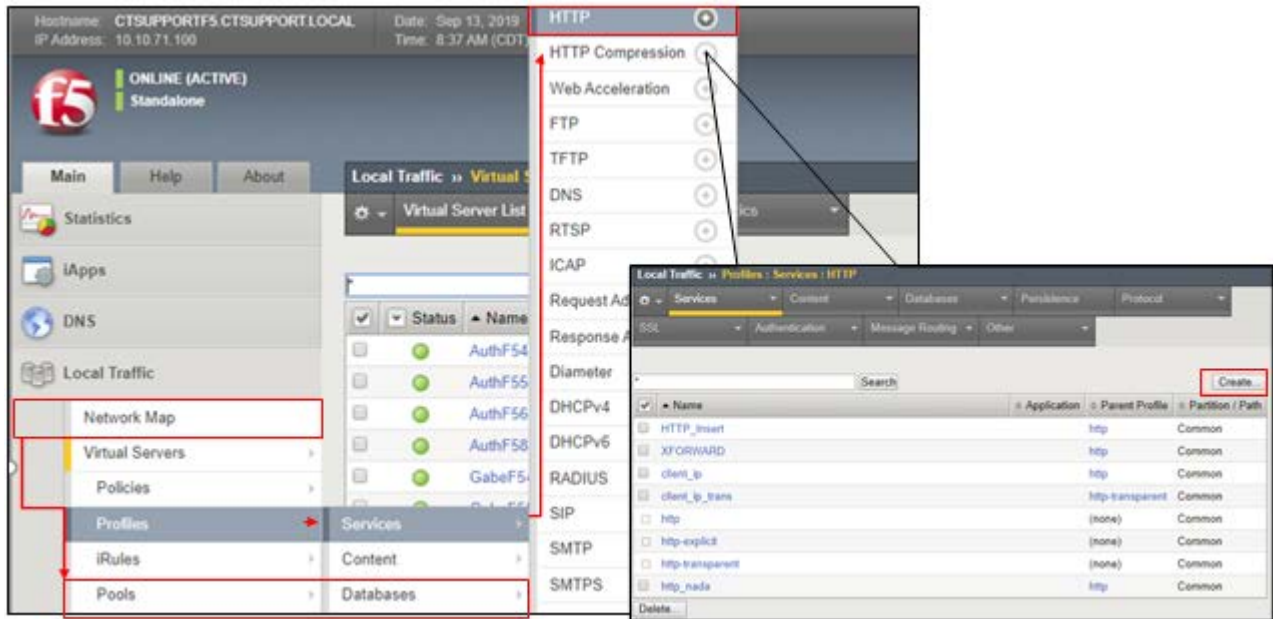 Hostname: CTSUPPORTF5.CTSUPPORT.LOCAL Date: Sep 13, 2019
IP Address: 10.10.71.100 Time: 8:37 AM (CDT)
f5
ONLINE (ACTIVE)
Standalone
Main Help About
Statistics
iApps
DNS
Local Traffic
Network Map
Virtual Servers
Policies
Profiles
iRules
Pools
Local Traffic » Virtual S
Virtual Server List
ics
*
Status Name
AuthF54
AuthF55
AuthF56
AuthF58
GabeF54
Services
Content
Databases
HTTP
HTTP Compression
Web Acceleration
FTP
TFTP
DNS
RTSP
ICAP
Request Ad
Response A
Diameter
DHCPv4
DHCPv6
RADIUS
SIP
SMTP
SMTPS
Local Traffic » Profiles : Services : HTTP
Services Content Databases Persistence Protocol
SSL Authentication Message Routing Other
* Search Create...
Name Application Parent Profile Partition / Path
HTTP_Insert http Common
XFORWARD http Common
client_ip http Common
client_ip_trans http-transparent Common
http (none) Common
http-explicit (none) Common
http-transparent (none) Common
http_nada http Common
Delete...